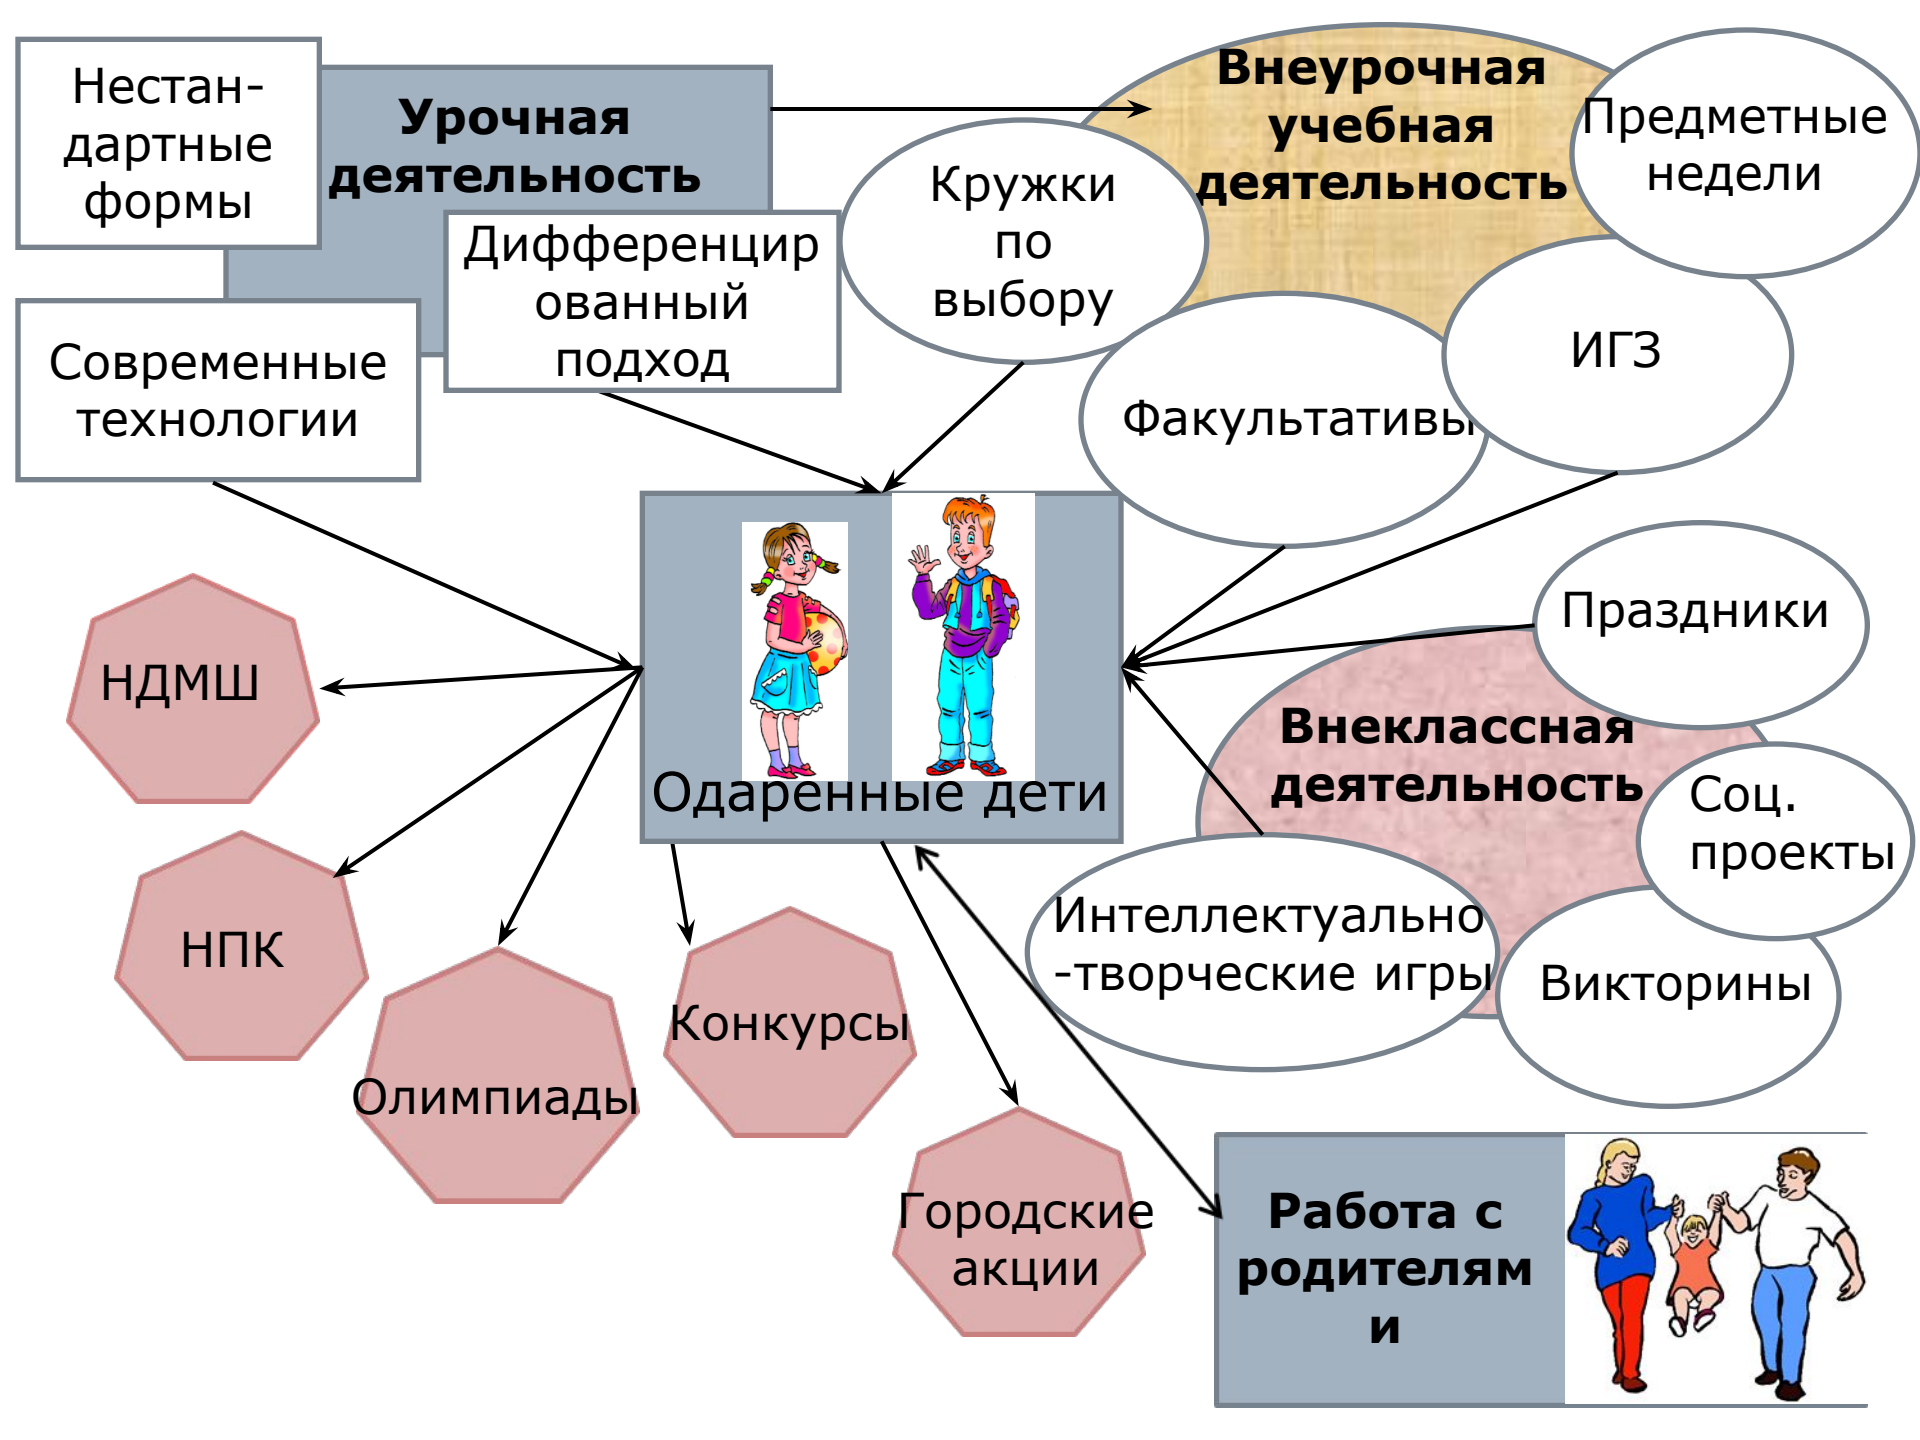 Нестан-
дартные
формы
Урочная
деятельность
Дифференцир
ованный
подход
Современные
технологии
Внеурочная
учебная
деятельность
Кружки
по
выбору
Предметные
недели
ИГЗ
Факультативы
Одаренные дети
Праздники
Внеклассная
деятельность
Соц.
проекты
Интеллектуально
-творческие игры
Викторины
НДМШ
НПК
Олимпиады
Конкурсы
Городские
акции
Работа с
родителям
и